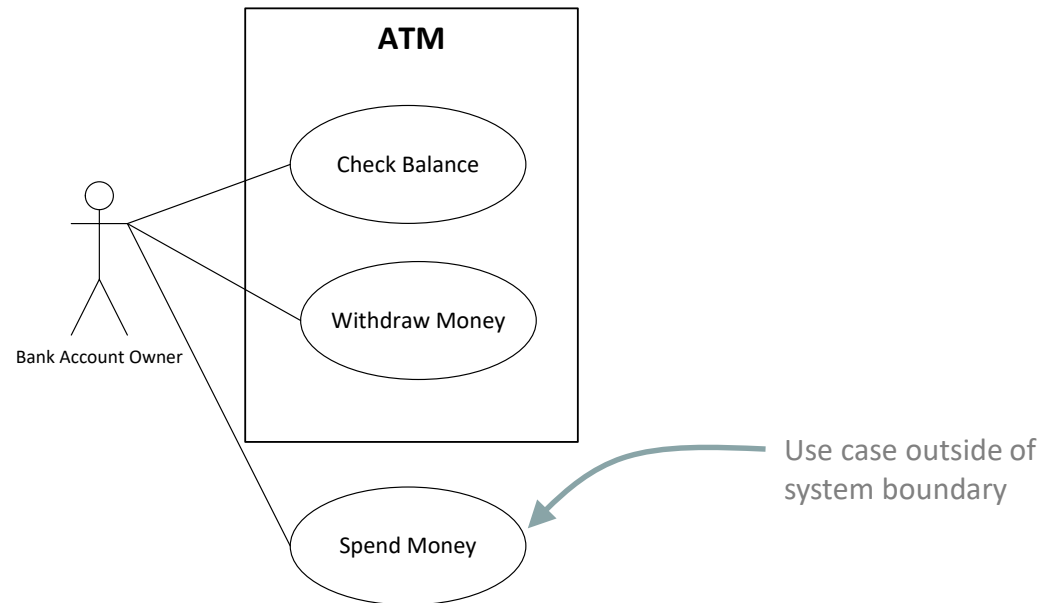 ATM
Check Balance
Withdraw Money
Bank Account Owner
Use case outside of
system boundary
Spend Money